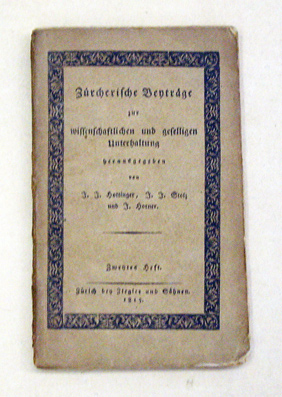 Zürcherische Beyträge
zur
wissenschaftlichen und geselligen
Unterhaltung
herausgegeben
von
J. J. Hottinger, J. J. Stolz
und J. Horner.
Zweytes Heft.
Zürich bey Ziegler und Söhnen.
1815.